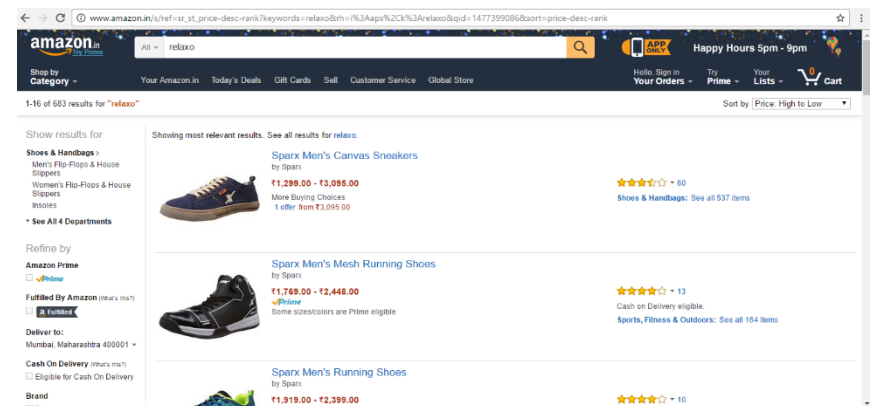 www.amazon.in/s/ref=sr_st_price-desc-rank?keywords=relaxo&rh=i%3Aaps%2Ck%3Arelaxo&qid=1477399086&sort=price-desc-rank
amazon.in
Try Prime
All
relaxo
APP ONLY
Happy Hours 5pm - 9pm
Shop by
Category
Your Amazon.in Today's Deals Gift Cards Sell Customer Service Global Store
Hello. Sign in
Your Orders
Try
Prime
Your
Lists
0
Cart
1-16 of 683 results for "relaxo"
Sort by Price: High to Low
Show results for
Shoes & Handbags ›
Men's Flip-Flops & House
Slippers
Women's Flip-Flops & House
Slippers
Insoles
+ See All 4 Departments
Refine by
Amazon Prime
Prime
Fulfilled By Amazon (What's this?)
a Fulfilled
Deliver to:
Mumbai, Maharashtra 400001
Cash On Delivery (What's this?)
Eligible for Cash On Delivery
Brand
Showing most relevant results. See all results for relaxo.
Sparx Men's Canvas Sneakers
by Sparx
₹1,299.00 - ₹3,095.00
More Buying Choices
1 offer from ₹3,095.00
60
Shoes & Handbags: See all 537 items
Sparx Men's Mesh Running Shoes
by Sparx
₹1,769.00 - ₹2,448.00
Prime
Some sizes/colors are Prime eligible
13
Cash on Delivery eligible.
Sports, Fitness & Outdoors: See all 164 items
Sparx Men's Running Shoes
by Sparx
₹1,919.00 - ₹2,399.00
10